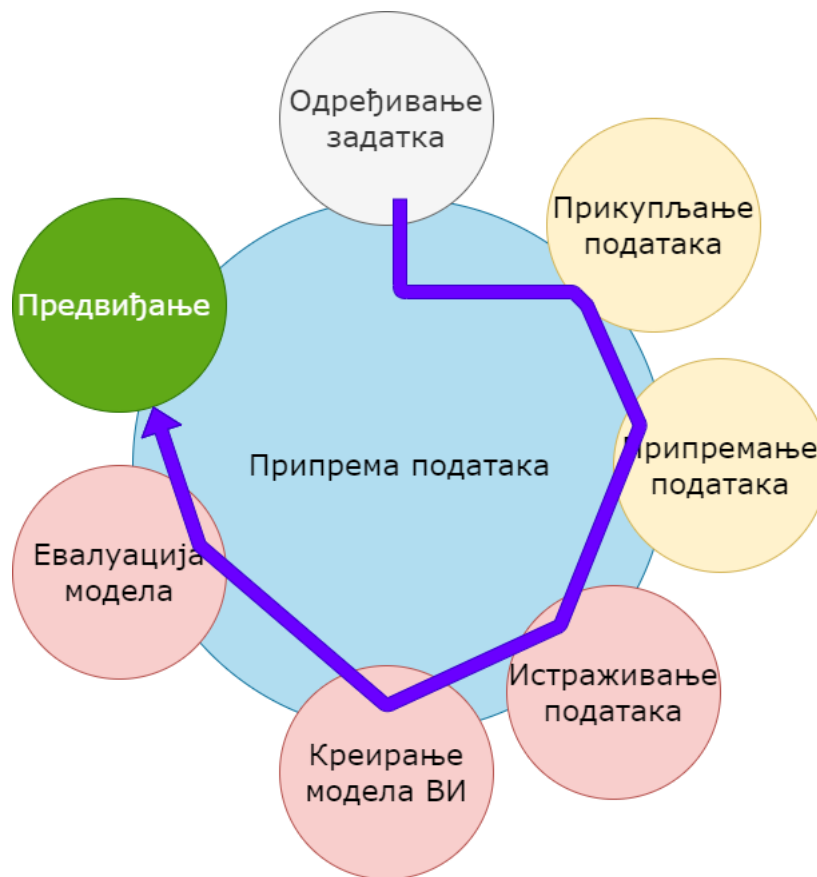 Одређивање
задатка
Прикупљање
података
Припремање
података
Истраживање
података
Креирање
модела ВИ
Евалуација
модела
Предвиђање
Припрема података